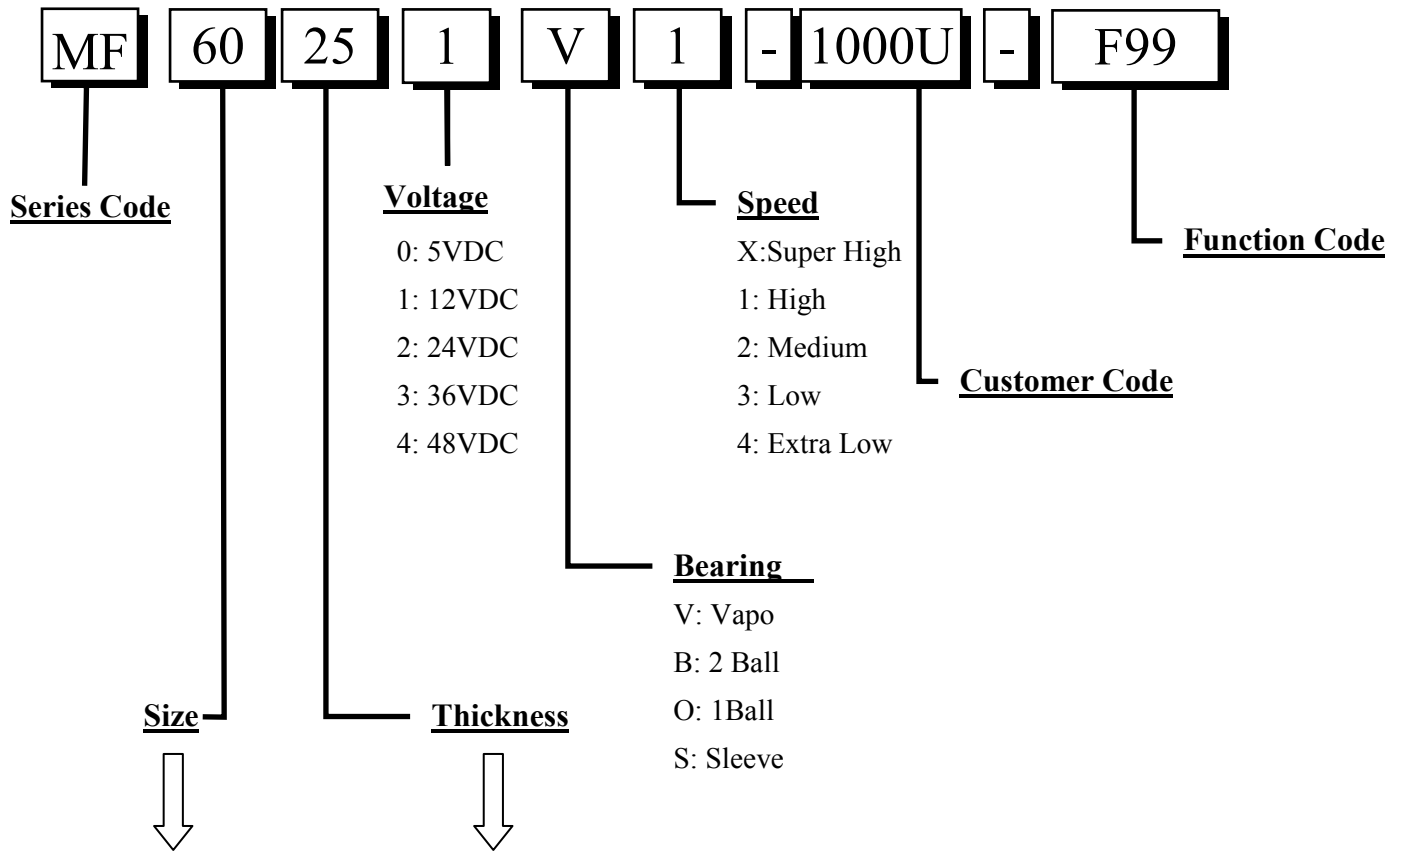 MF 60 25 1 V 1 - 1000U - F99
Series Code
Voltage
0: 5VDC
1: 12VDC
2: 24VDC
3: 36VDC
4: 48VDC
Speed
X:Super High
1: High
2: Medium
3: Low
4: Extra Low
Function Code
Customer Code
Bearing
V: Vapo
B: 2 Ball
O: 1Ball
S: Sleeve
Size
Thickness